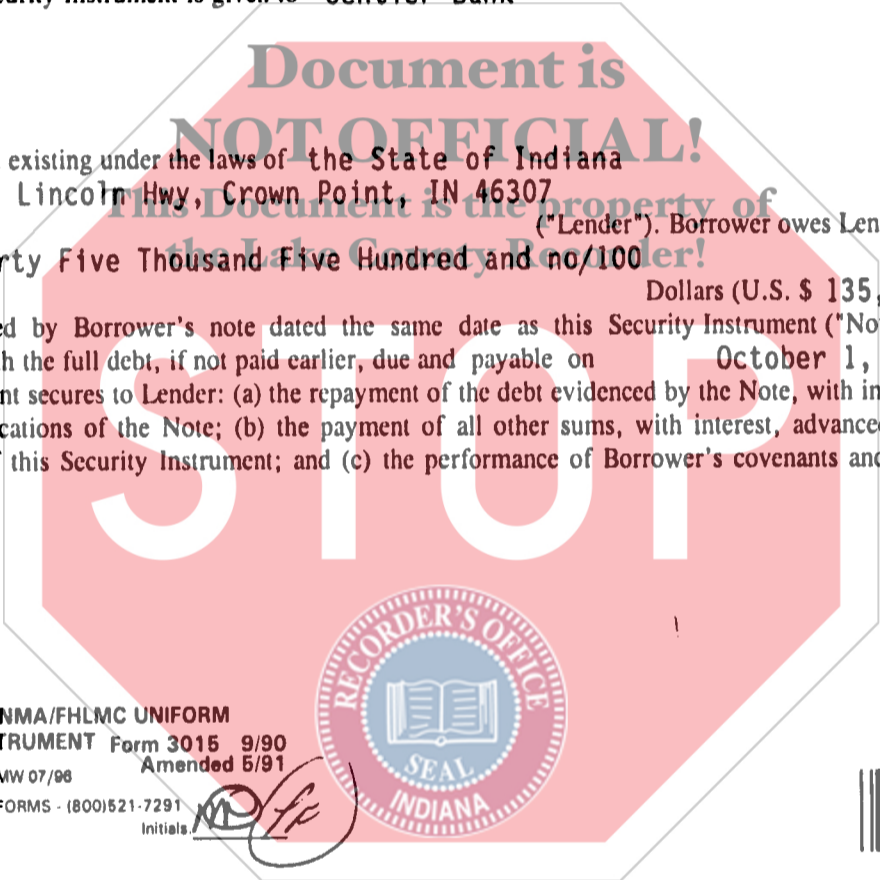 Document is
NOT OFFICIAL!
existing under the laws of the State of Indiana
Lincoln Hwy, Crown Point, IN 46307
This Document is the property of
("Lender"). Borrower owes Len
the Lake County Recorder!
rty Five Thousand Five Hundred and no/100
Dollars (U.S. $ 135,
ed by Borrower's note dated the same date as this Security Instrument ("No
h the full debt, if not paid earlier, due and payable on October 1,
nt secures to Lender: (a) the repayment of the debt evidenced by the Note, with in
cations of the Note; (b) the payment of all other sums, with interest, advance
this Security Instrument; and (c) the performance of Borrower's covenants and
STOP
RECORDER'S OFFICE
SEAL
INDIANA
NMA/FHLMC UNIFORM
TRUMENT Form 3015 9/90
Amended 5/91
MW 07/96
FORMS - (800)521-7291
Initials.